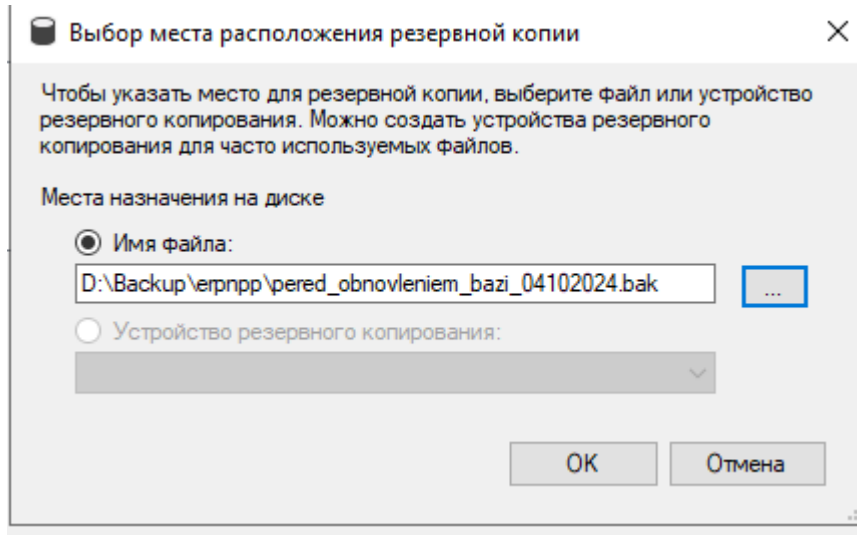 Выбор места расположения резервной копии
Чтобы указать место для резервной копии, выберите файл или устройство
резервного копирования. Можно создать устройства резервного
копирования для часто используемых файлов.
Места назначения на диске
Имя файла:
D:\Backup\erpnpp\pered_obnovleniem_bazi_04102024.bak
...
Устройство резервного копирования:
OK
Отмена